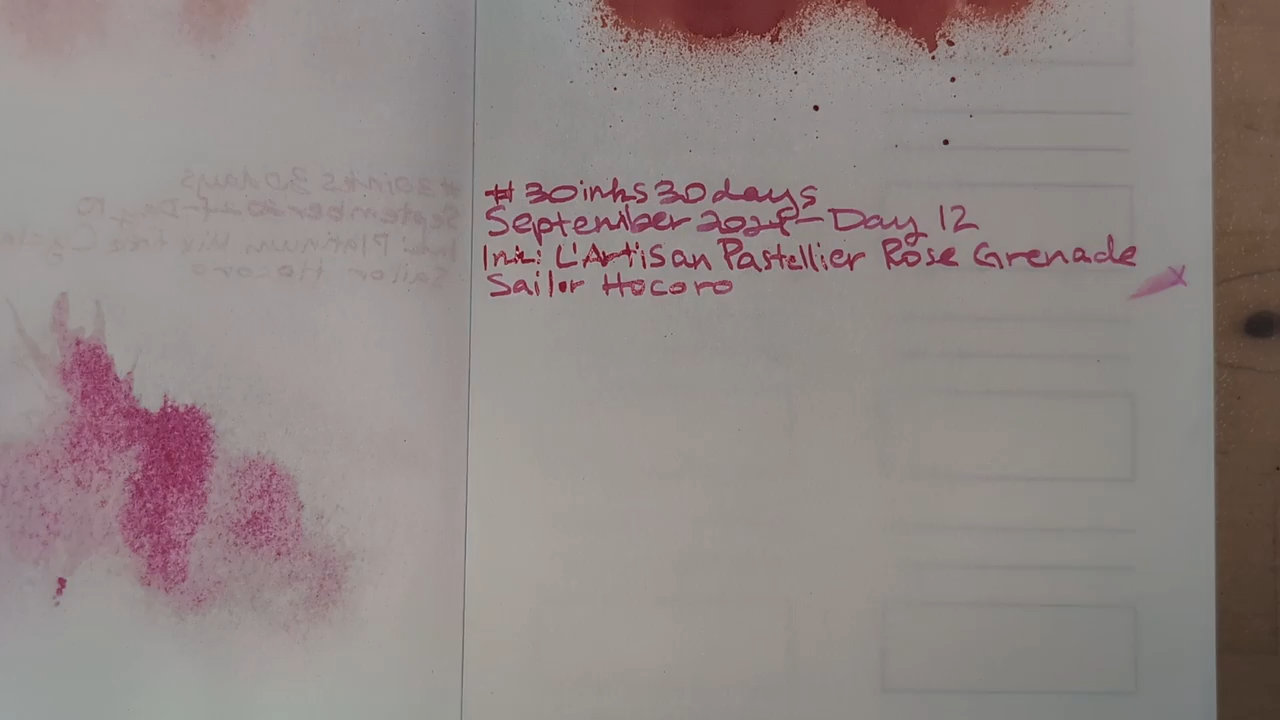 #30inks30days
September 2024 - Day 12
Ink: L'Artisan Pastellier Rose Grenade
Sailor Hocoro